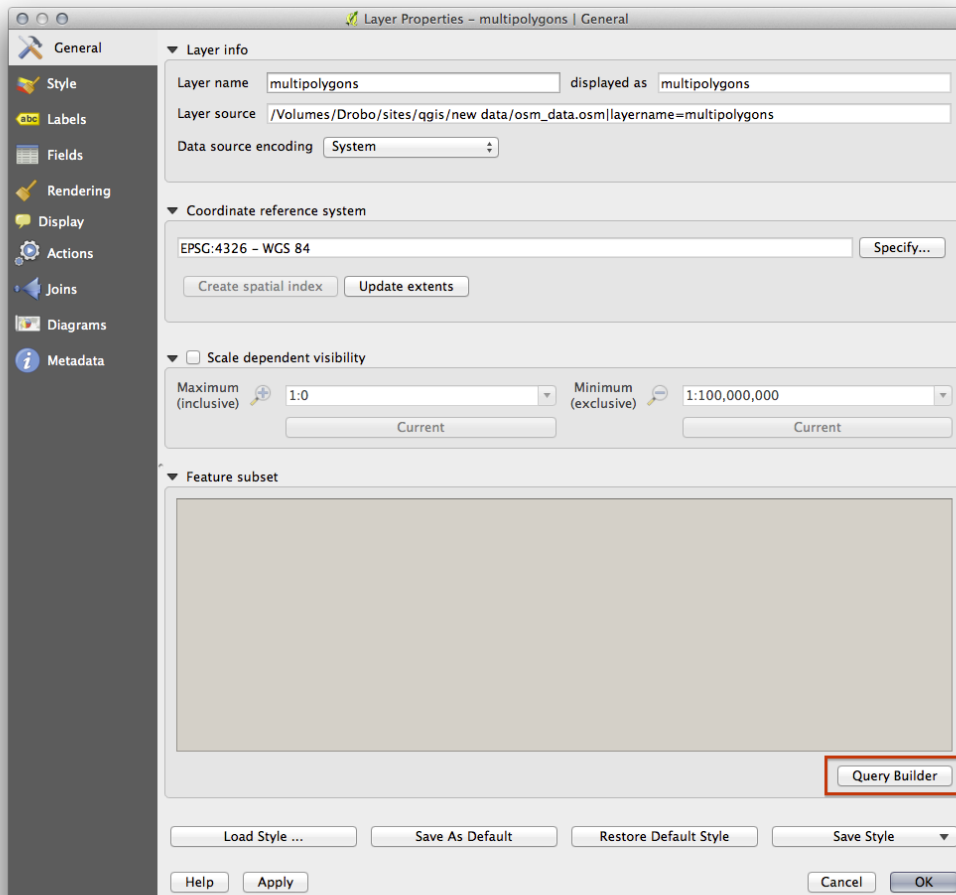 Layer Properties – multipolygons | General
General
Style
abc Labels
Fields
Rendering
Display
Actions
Joins
Diagrams
i Metadata
Layer info
Layer name multipolygons displayed as multipolygons
Layer source /Volumes/Drobo/sites/qgis/new data/osm_data.osm|layername=multipolygons
Data source encoding System
Coordinate reference system
EPSG:4326 – WGS 84 Specify...
Create spatial index Update extents
Scale dependent visibility
Maximum (inclusive) 1:0 Minimum (exclusive) 1:100,000,000
Current Current
Feature subset
Query Builder
Load Style ... Save As Default Restore Default Style Save Style
Help Apply Cancel OK